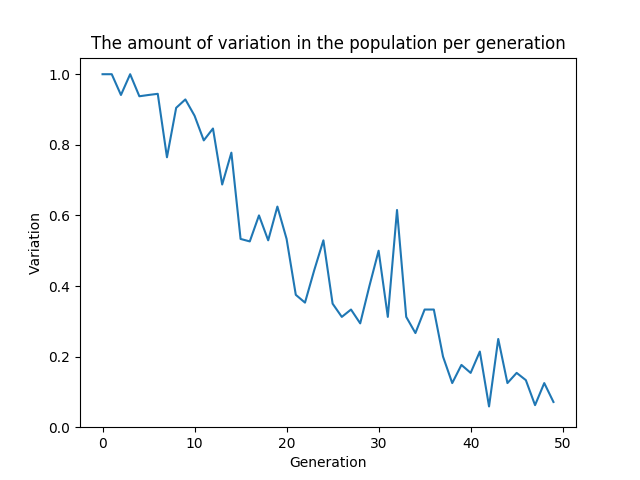 The amount of variation in the population per generation
1.0
0.8
0.6
0.4
0.2
0.0
Variation
0 10 20 30 40 50
Generation